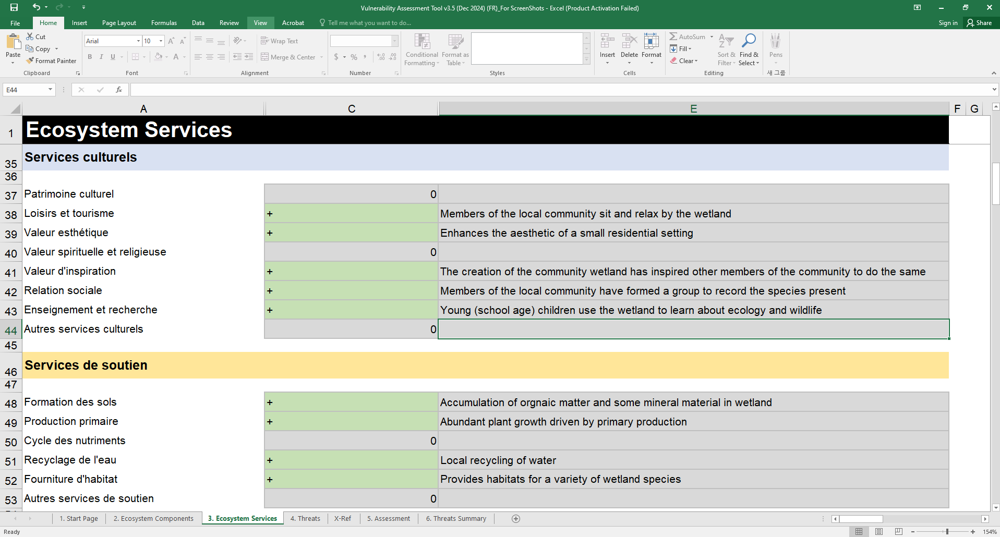 Vulnerability Assessment Tool v3.5 (Dec 2024) (FR)_For ScreenShots - Excel (Product Activation Failed)
File Home Insert Page Layout Formulas Data Review View Acrobat Tell me what you want to do... Sign in Share
Paste Cut Copy Format Painter Clipboard
Arial 10 B I U Font
Wrap Text Merge & Center Alignment
$ % , Number
Conditional Formatting Format as Table Styles
Insert Delete Format Cells
AutoSum Fill Clear Sort & Filter Find & Select Editing
Pens 새 그룹
E44 fx
A C E F G
1 Ecosystem Services
35 Services culturels
36
37 Patrimoine culturel 0
38 Loisirs et tourisme + Members of the local community sit and relax by the wetland
39 Valeur esthétique + Enhances the aesthetic of a small residential setting
40 Valeur spirituelle et religieuse 0
41 Valeur d'inspiration + The creation of the community wetland has inspired other members of the community to do the same
42 Relation sociale + Members of the local community have formed a group to record the species present
43 Enseignement et recherche + Young (school age) children use the wetland to learn about ecology and wildlife
44 Autres services culturels 0
45
46 Services de soutien
47
48 Formation des sols + Accumulation of orgnaic matter and some mineral material in wetland
49 Production primaire + Abundant plant growth driven by primary production
50 Cycle des nutriments 0
51 Recyclage de l'eau + Local recycling of water
52 Fourniture d'habitat + Provides habitats for a variety of wetland species
53 Autres services de soutien 0
1. Start Page 2. Ecosystem Components 3. Ecosystem Services 4. Threats X-Ref 5. Assessment 6. Threats Summary
Ready 154%